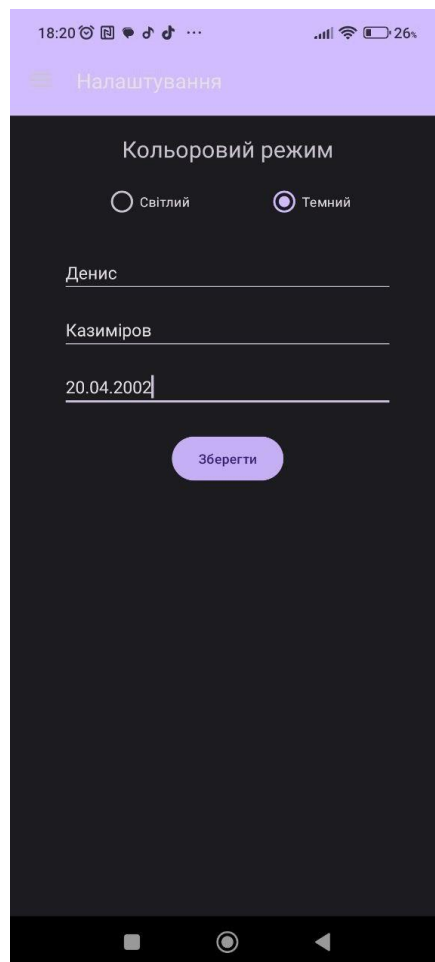 18:20 ... 26%
Налаштування
Кольоровий режим
Світлий Темний
Денис
Казиміров
20.04.2002
Зберегти